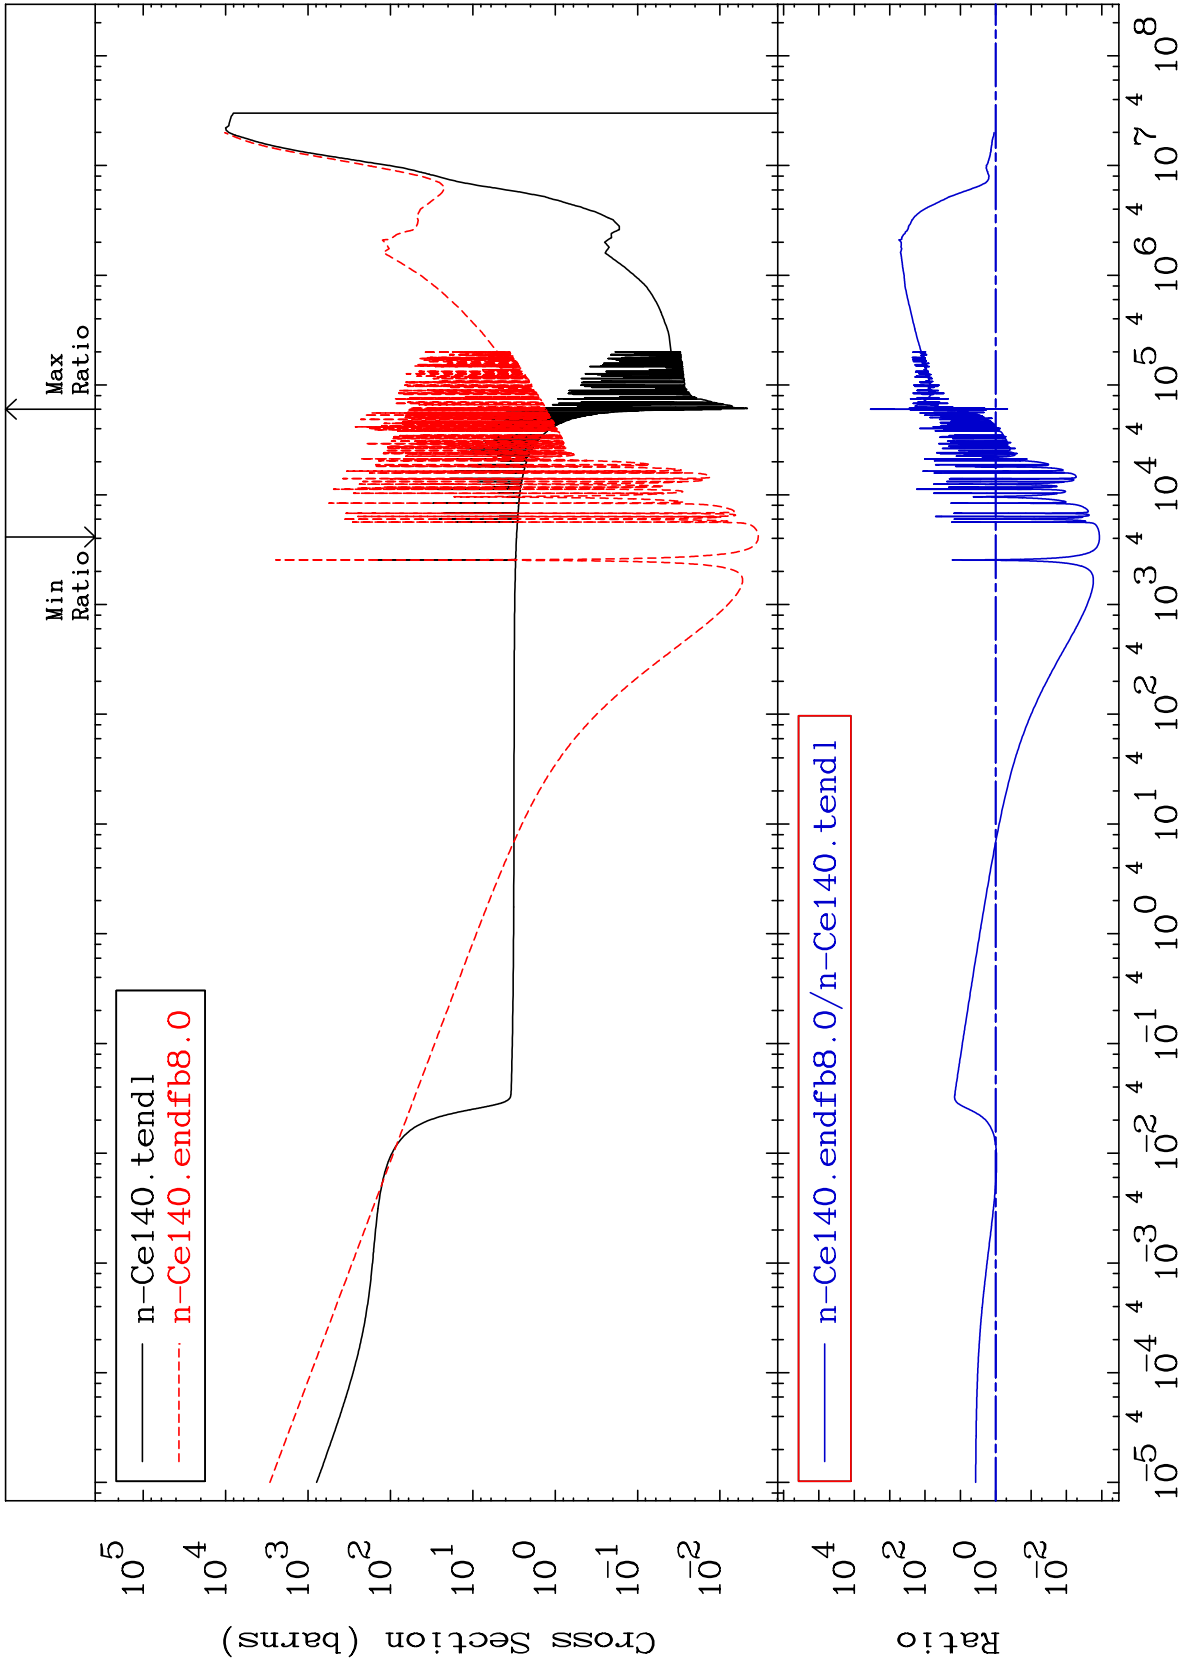 Min
Ratio
Max
Ratio
n-Ce140.tendl
n-Ce140.endfb8.0
10^5
10^4
10^3
10^2
10^1
10^0
10^-1
10^-2
Cross Section (barns)
n-Ce140.endfb8.0/n-Ce140.tendl
10^4
10^2
10^0
10^-2
Ratio
10^-5 4 10^-4 4 10^-3 4 10^-2 4 10^-1 4 10^0 4 10^1 4 10^2 4 10^3 4 10^4 4 10^5 4 10^6 4 10^7 4 10^8